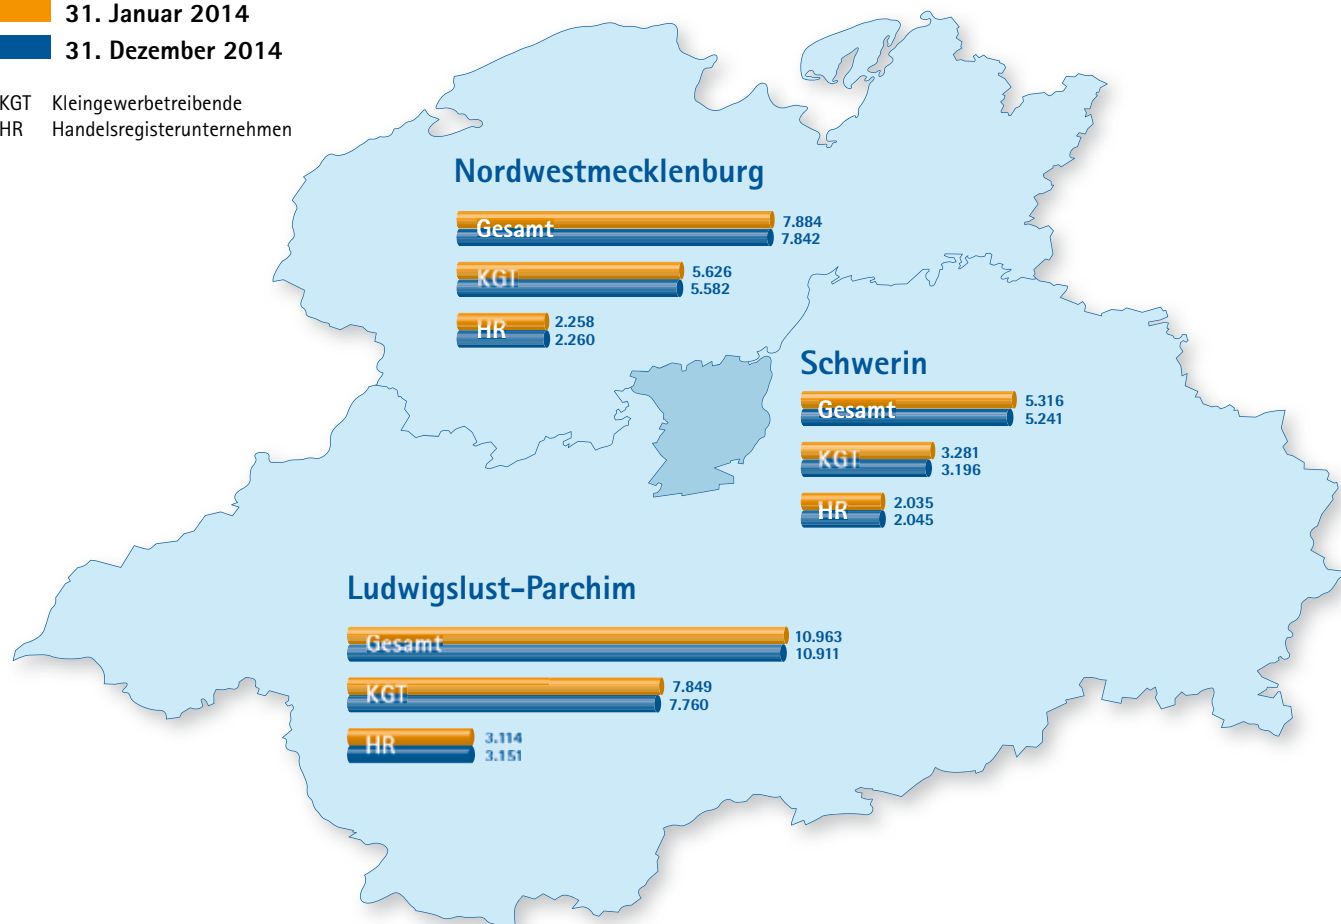 31. Januar 2014
31. Dezember 2014
KGT Kleingewerbetreibende
HR Handelsregisterunternehmen
Nordwestmecklenburg
Gesamt 7.884
7.842
KGT 5.626
5.582
HR 2.258
2.260
Schwerin
Gesamt 5.316
5.241
KGT 3.281
3.196
HR 2.035
2.045
Ludwigslust-Parchim
Gesamt 10.963
10.911
KGT 7.849
7.760
HR 3.114
3.151